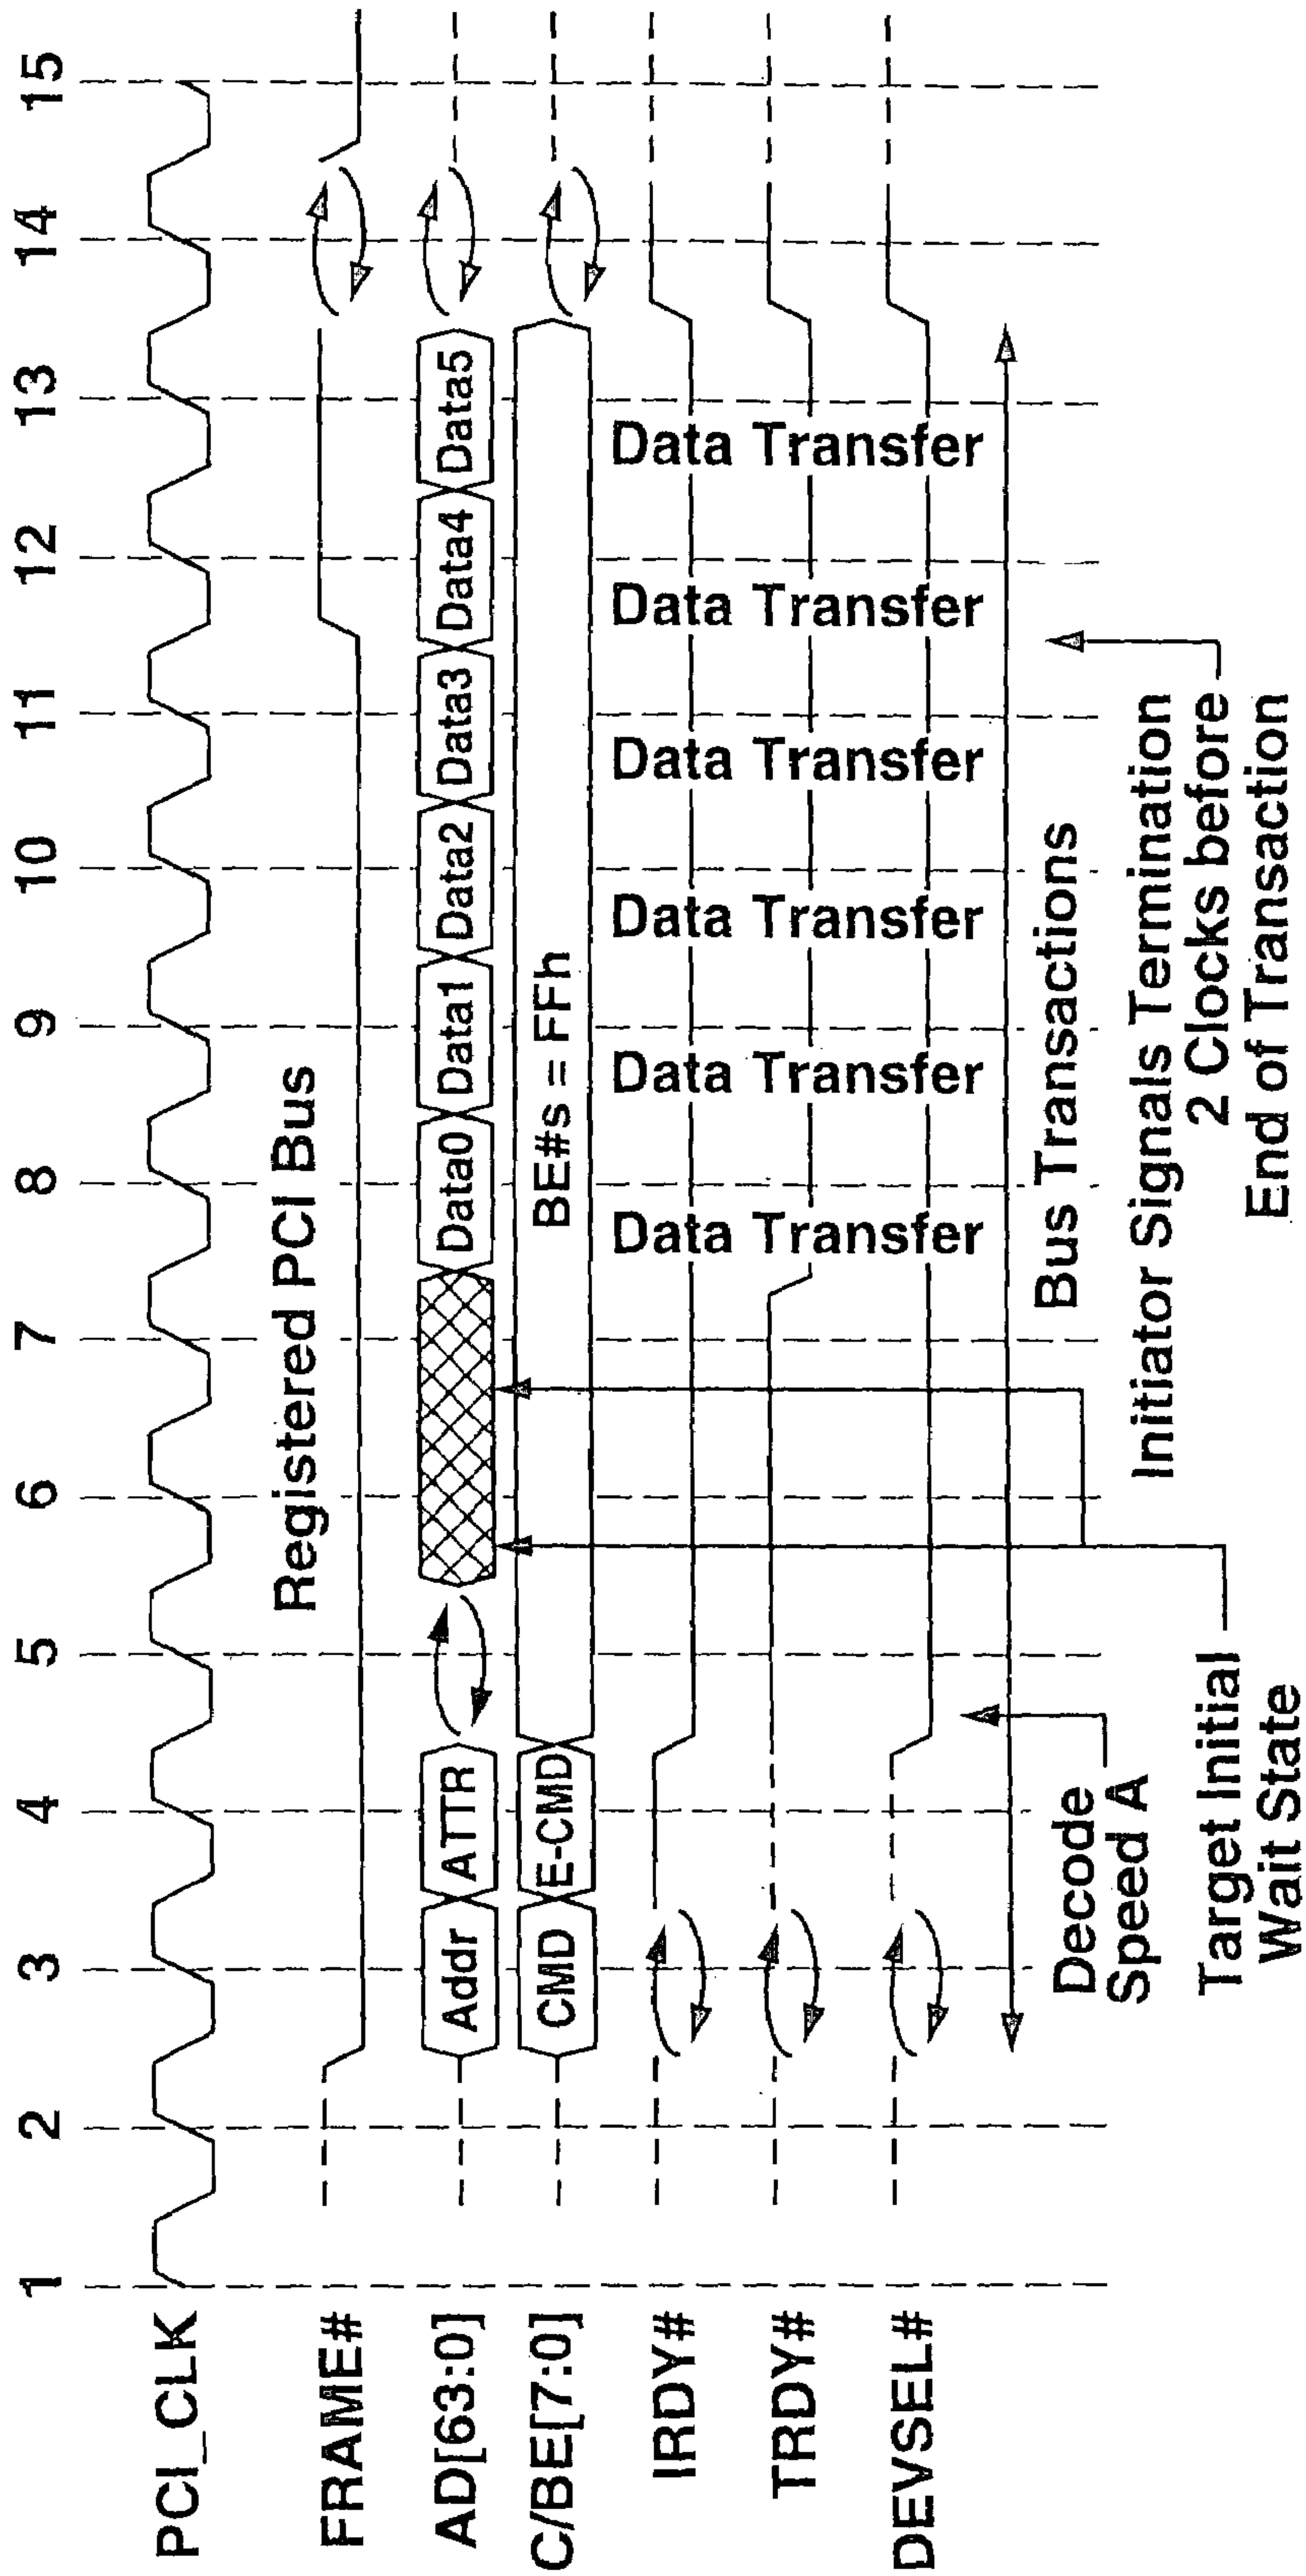 1 2 3 4 5 6 7 8 9 10 11 12 13 14 15
PCI_CLK
Registered PCI Bus
FRAME#
AD[63:0] Addr ATTR Data0 Data1 Data2 Data3 Data4 Data5
C/BE[7:0] CMD E-CMD BE#s = FFh
IRDY#
TRDY#
DEVSEL#
Data Transfer Data Transfer Data Transfer Data Transfer Data Transfer Data Transfer
Bus Transactions
Decode
Speed A
Initiator Signals Termination
2 Clocks before
End of Transaction
Target Initial
Wait State